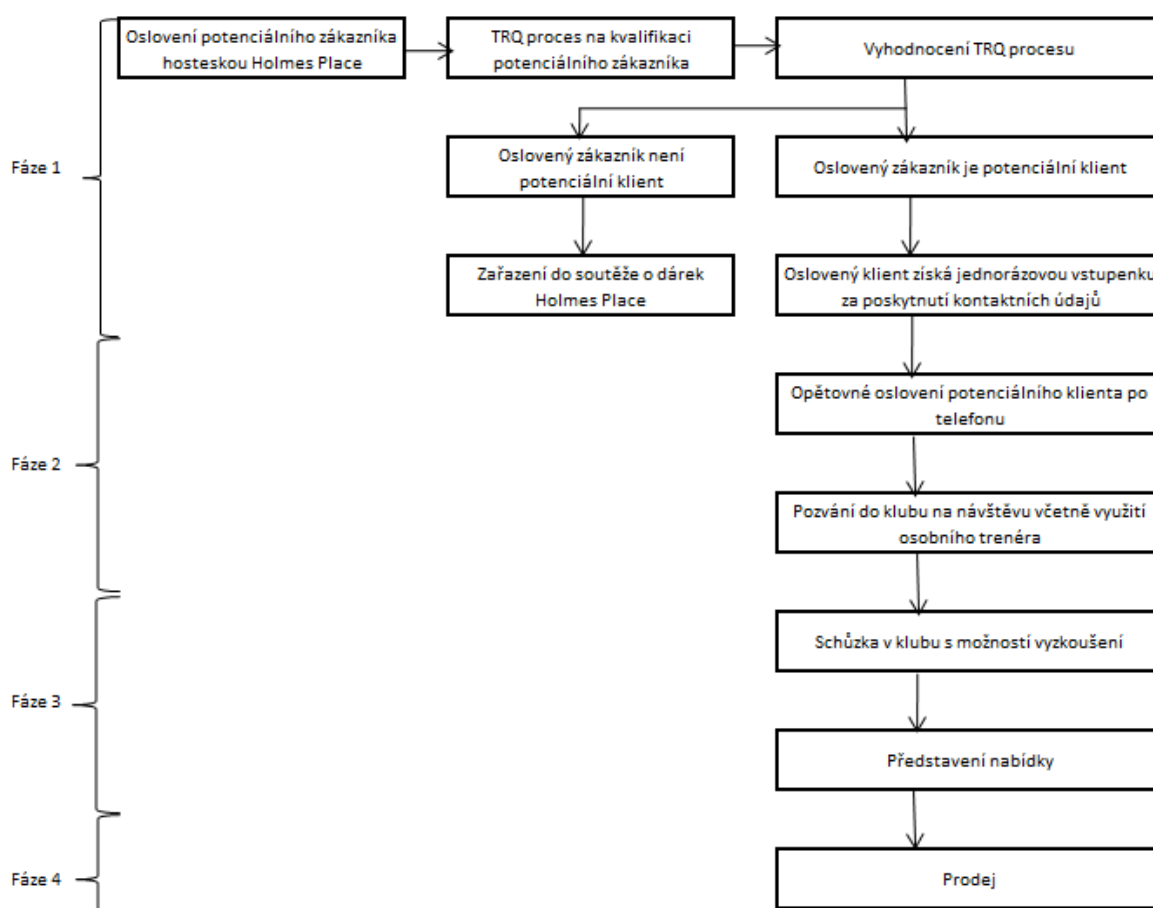 Oslovení potenciálního zákazníka
hosteskou Holmes Place
TRQ proces na kvalifikaci
potenciálního zákazníka
Vyhodnocení TRQ procesu
Fáze 1
Oslovený zákazník není
potenciální klient
Oslovený zákazník je potenciální klient
Zařazení do soutěže o dárek
Holmes Place
Oslovený klient získá jednorázovou vstupenku
za poskytnutí kontaktních údajů
Fáze 2
Opětovné oslovení potenciálního klienta po
telefonu
Pozvání do klubu na návštěvu včetně využití
osobního trenéra
Fáze 3
Schůzka v klubu s možností vyzkoušení
Představení nabídky
Fáze 4
Prodej